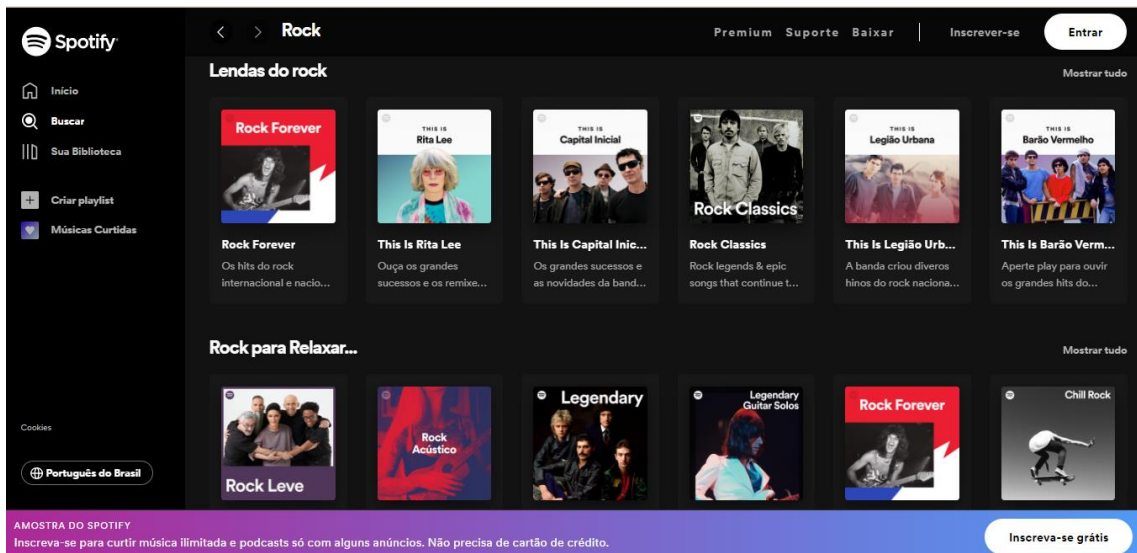 Spotify
Início
Buscar
Sua Biblioteca
Criar playlist
Músicas Curtidas
Cookies
Português do Brasil
Rock
Premium Suporte Baixar Inscrever-se Entrar
Lendas do rock Mostrar tudo
Rock Forever
THIS IS
Rita Lee
THIS IS
Capital Inicial
Rock Classics
THIS IS
Legião Urbana
THIS IS
Barão Vermelho
Rock Forever
Os hits do rock
internacional e nacio...
This Is Rita Lee
Ouça os grandes
sucessos e os remixe...
This Is Capital Inic...
Os grandes sucessos e
as novidades da band...
Rock Classics
Rock legends & epic
songs that continue t...
This Is Legião Urb...
A banda criou diveros
hinos do rock naciona...
This Is Barão Verm...
Aperte play para ouvir
os grandes hits do...
Rock para Relaxar... Mostrar tudo
Rock Leve
Rock
Acústico
Legendary
Legendary
Guitar Solos
Rock Forever
Chill Rock
AMOSTRA DO SPOTIFY
Inscreva-se para curtir música ilimitada e podcasts só com alguns anúncios. Não precisa de cartão de crédito.
Inscreva-se grátis